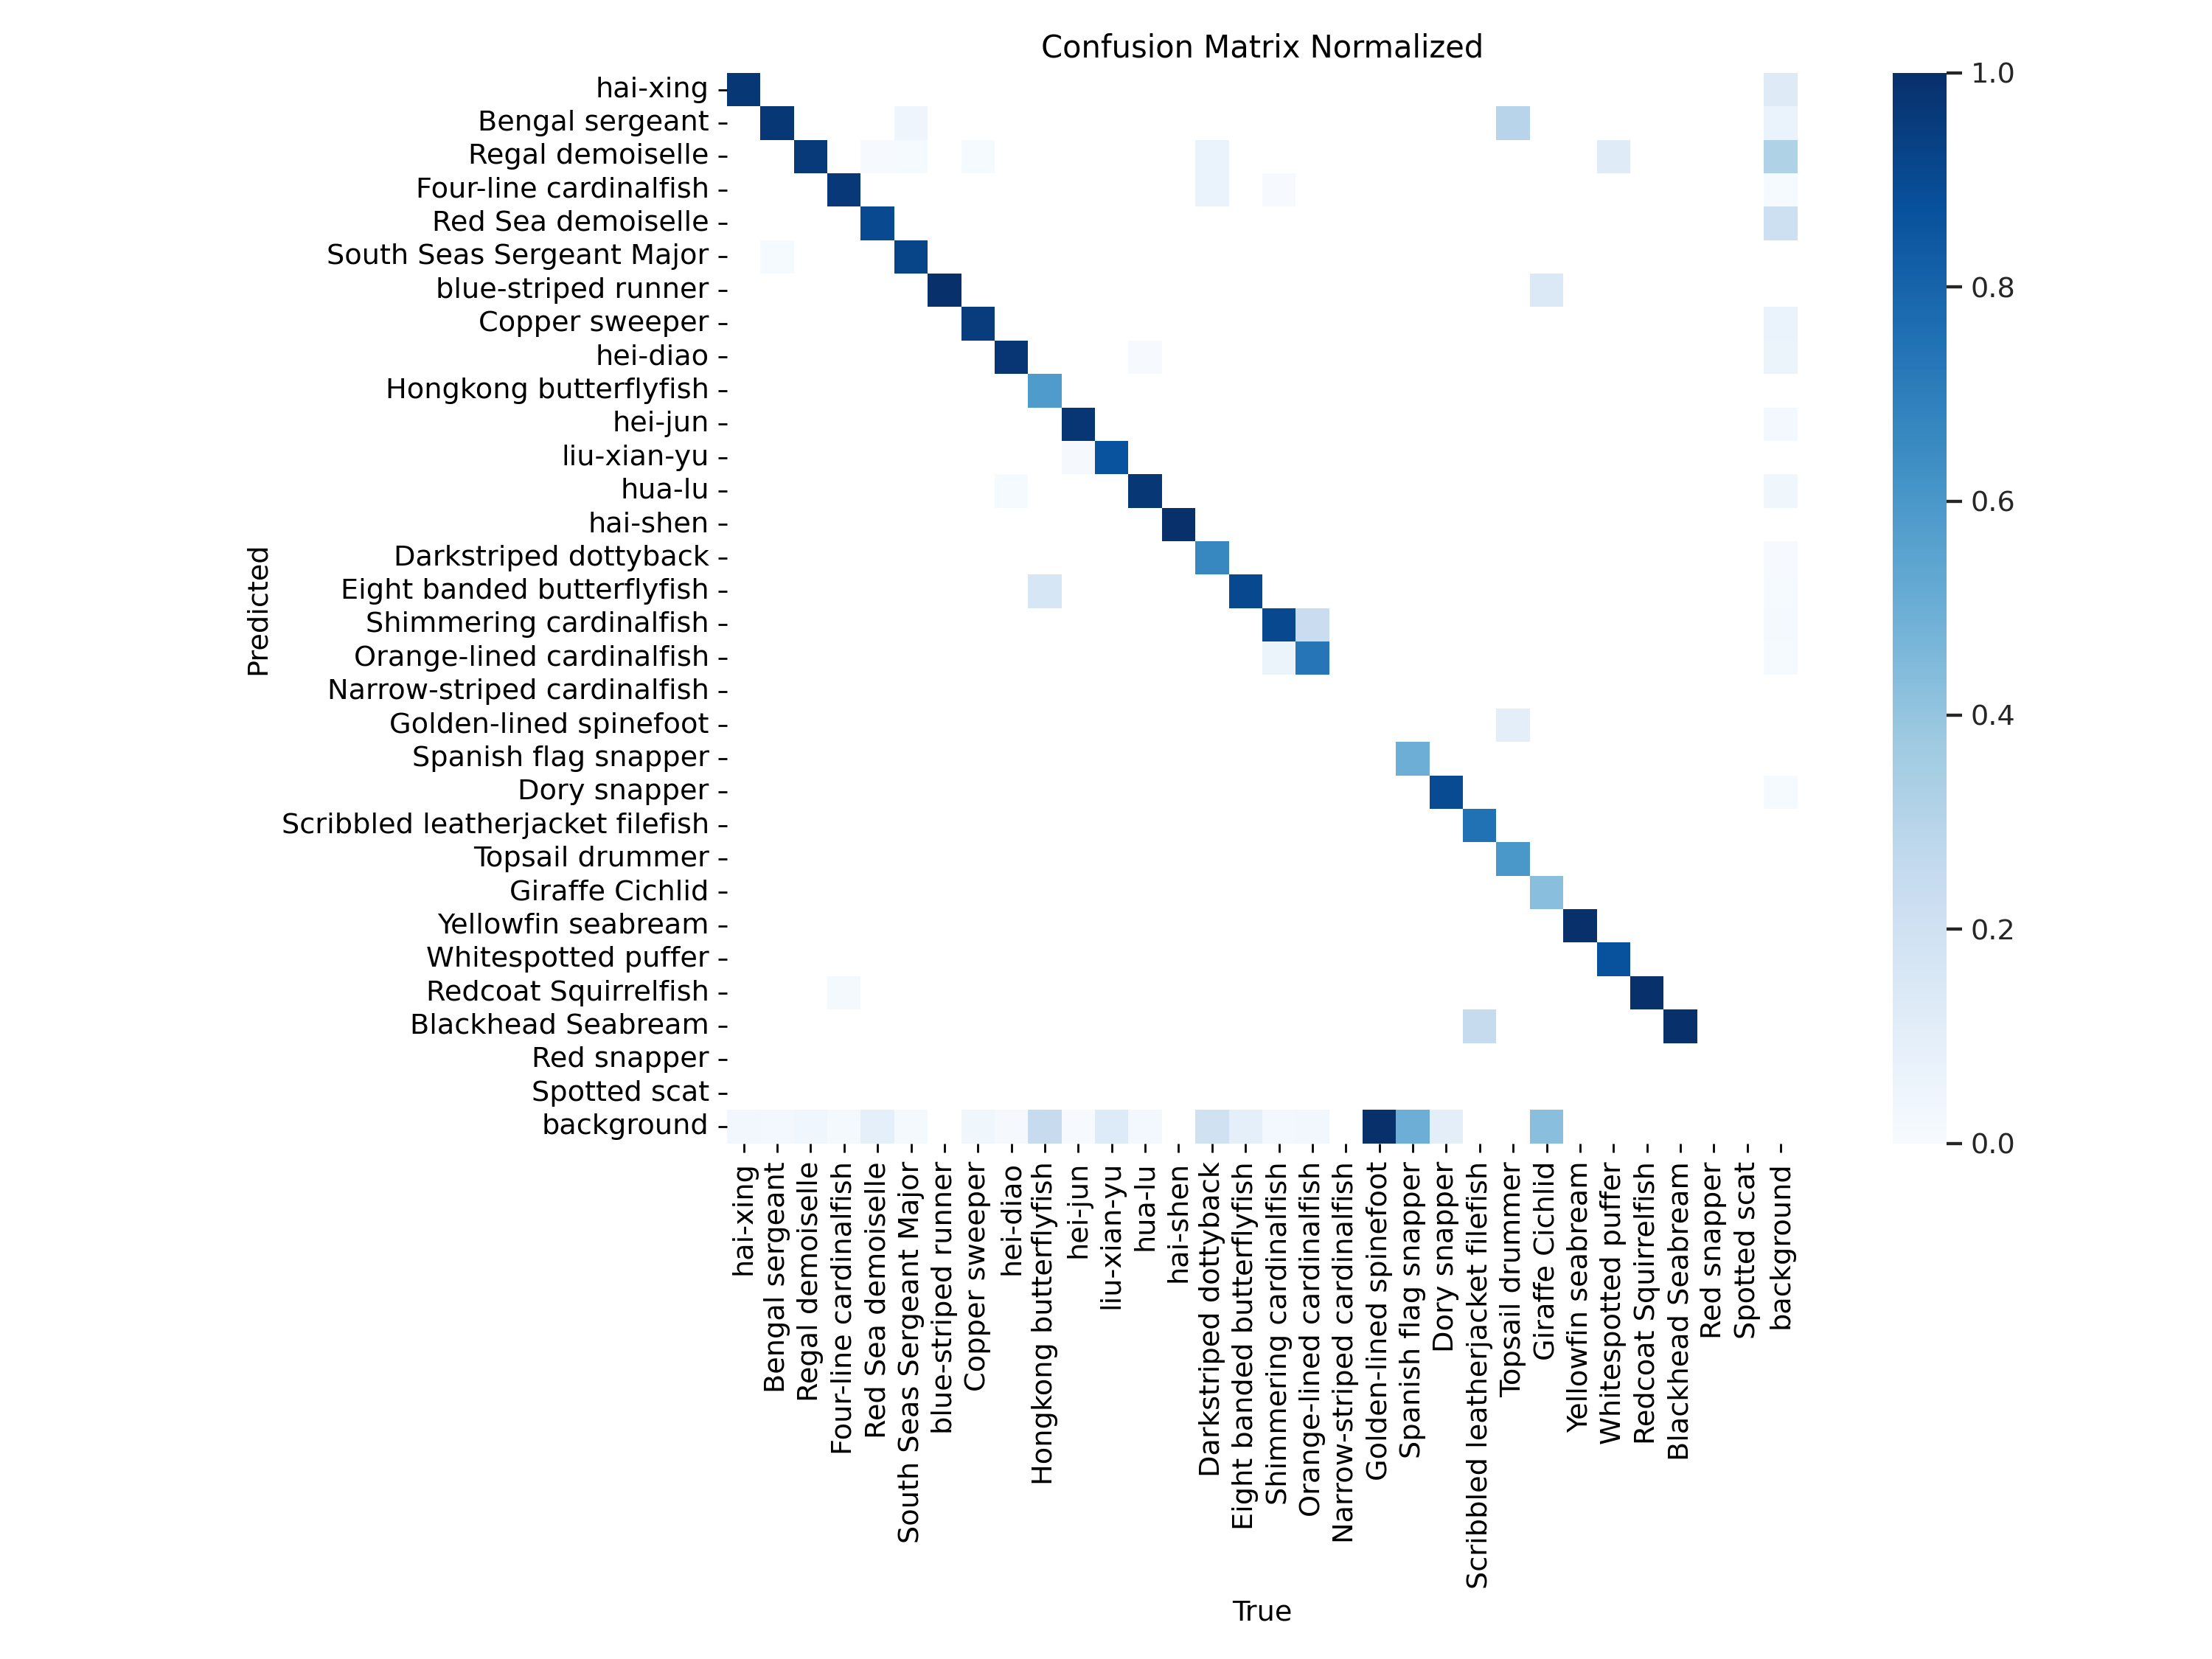 Confusion Matrix Normalized
hai-xing
Bengal sergeant
Regal demoiselle
Four-line cardinalfish
Red Sea demoiselle
South Seas Sergeant Major
blue-striped runner
Copper sweeper
hei-diao
Hongkong butterflyfish
hei-jun
liu-xian-yu
hua-lu
hai-shen
Darkstriped dottyback
Eight banded butterflyfish
Shimmering cardinalfish
Orange-lined cardinalfish
Narrow-striped cardinalfish
Golden-lined spinefoot
Spanish flag snapper
Dory snapper
Scribbled leatherjacket filefish
Topsail drummer
Giraffe Cichlid
Yellowfin seabream
Whitespotted puffer
Redcoat Squirrelfish
Blackhead Seabream
Red snapper
Spotted scat
background
Predicted
hai-xing
Bengal sergeant
Regal demoiselle
Four-line cardinalfish
Red Sea demoiselle
South Seas Sergeant Major
blue-striped runner
Copper sweeper
hei-diao
Hongkong butterflyfish
hei-jun
liu-xian-yu
hua-lu
hai-shen
Darkstriped dottyback
Eight banded butterflyfish
Shimmering cardinalfish
Orange-lined cardinalfish
Narrow-striped cardinalfish
Golden-lined spinefoot
Spanish flag snapper
Dory snapper
Scribbled leatherjacket filefish
Topsail drummer
Giraffe Cichlid
Yellowfin seabream
Whitespotted puffer
Redcoat Squirrelfish
Blackhead Seabream
Red snapper
Spotted scat
background
True
1.0
0.8
0.6
0.4
0.2
0.0